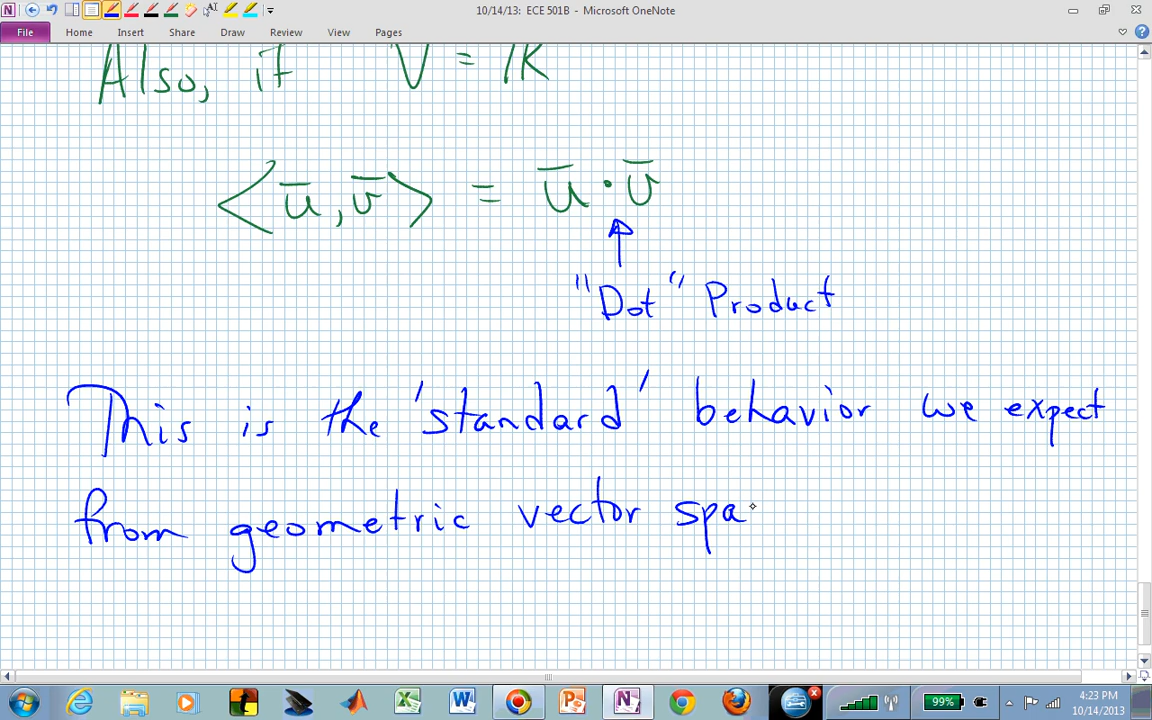 10/14/13: ECE 501B - Microsoft OneNote
File Home Insert Share Draw Review View Pages
Also, if V = ℝ
<ū, v̄> = ū · v̄
"Dot" Product
This is the 'standard' behavior we expect
from geometric vector spa
99%
4:23 PM
10/14/2013